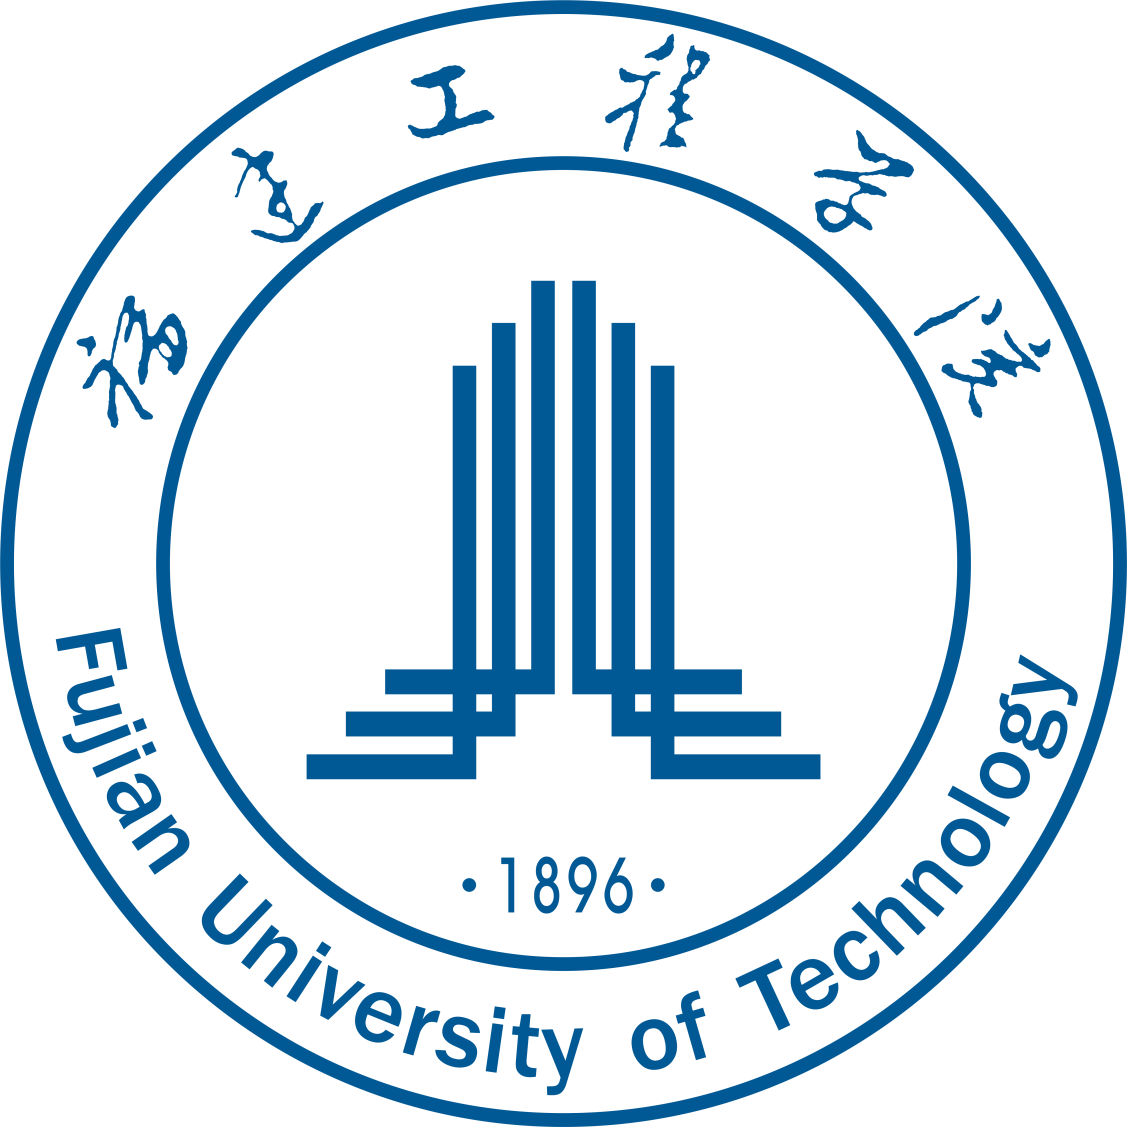 福建工程学院
·1896·
Fujian University of Technology